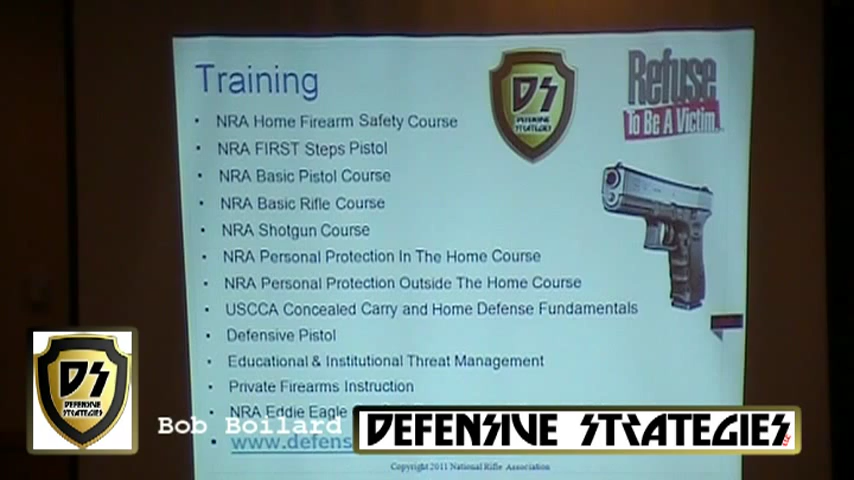 Training
DS
DEFENSIVE
STRATEGIES
Refuse
To Be A Victim
• NRA Home Firearm Safety Course
• NRA FIRST Steps Pistol
• NRA Basic Pistol Course
• NRA Basic Rifle Course
• NRA Shotgun Course
• NRA Personal Protection In The Home Course
• NRA Personal Protection Outside The Home Course
• USCCA Concealed Carry and Home Defense Fundamentals
• Defensive Pistol
• Educational & Institutional Threat Management
• Private Firearms Instruction
• NRA Eddie Eagle
• www.defens
Copyright 2011 National Rifle Association
DS
DEFENSIVE
STRATEGIES
Bob Boilard
DEFENSIVE STRATEGIES